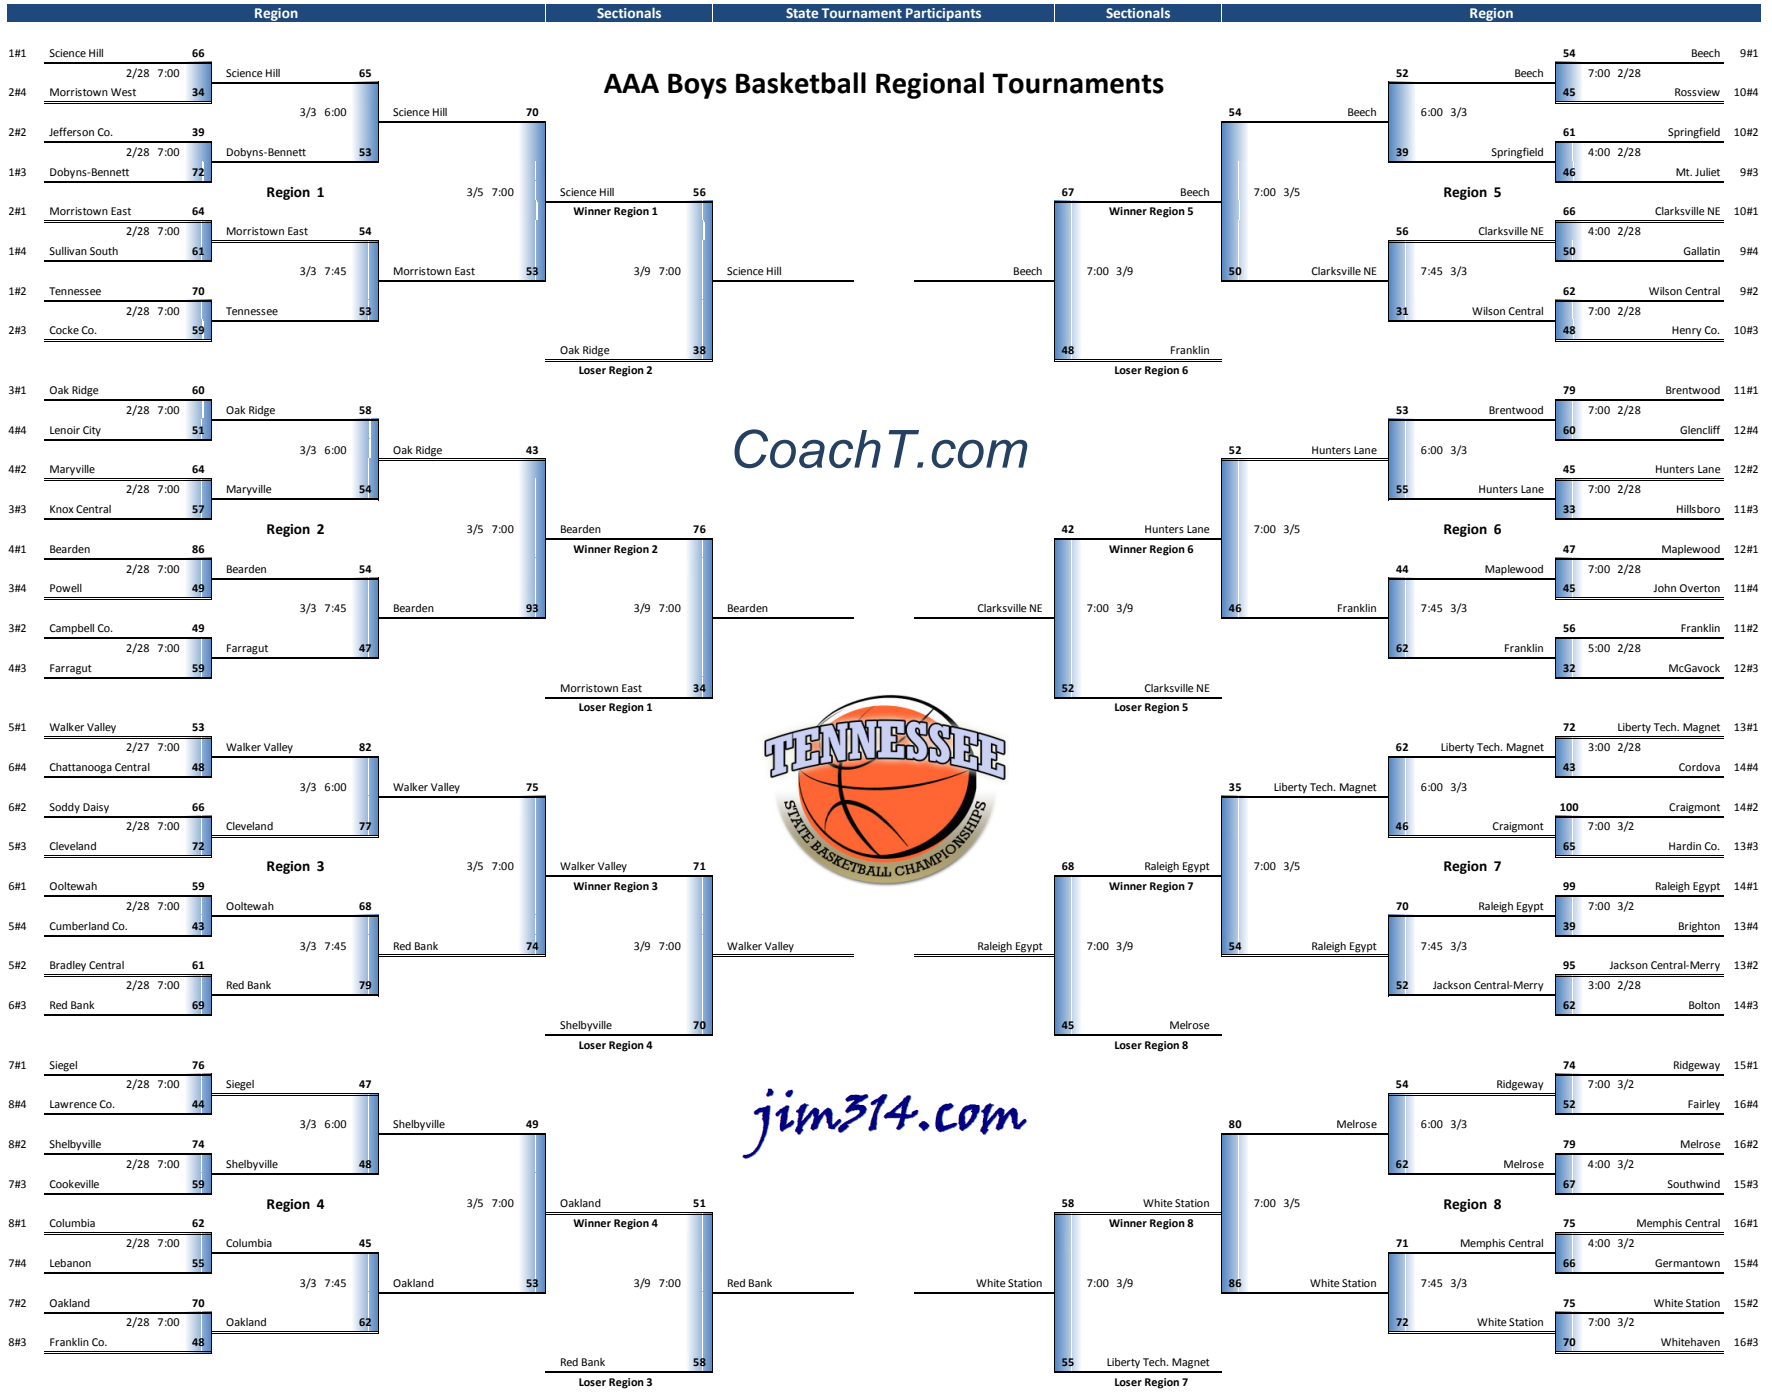 Region Sectionals State Tournament Participants Sectionals Region
AAA Boys Basketball Regional Tournaments
1#1 Science Hill 66
2/28 7:00
2#4 Morristown West 34
Science Hill 65
3/3 6:00
2#2 Jefferson Co. 39
2/28 7:00
1#3 Dobyns-Bennett 72
Dobyns-Bennett 53
Region 1
2#1 Morristown East 64
2/28 7:00
1#4 Sullivan South 61
Morristown East 54
3/3 7:45
1#2 Tennessee 70
2/28 7:00
2#3 Cocke Co. 59
Tennessee 53
Science Hill 70
3/5 7:00
Morristown East 53
Science Hill 56
Winner Region 1
3/9 7:00
Oak Ridge 38
Loser Region 2
Science Hill
3#1 Oak Ridge 60
2/28 7:00
4#4 Lenoir City 51
Oak Ridge 58
3/3 6:00
4#2 Maryville 64
2/28 7:00
3#3 Knox Central 57
Maryville 54
Region 2
4#1 Bearden 86
2/28 7:00
3#4 Powell 49
Bearden 54
3/3 7:45
3#2 Campbell Co. 49
2/28 7:00
4#3 Farragut 59
Farragut 47
Oak Ridge 43
3/5 7:00
Bearden 93
Bearden 76
Winner Region 2
3/9 7:00
Morristown East 34
Loser Region 1
Bearden
5#1 Walker Valley 53
2/27 7:00
6#4 Chattanooga Central 48
Walker Valley 82
3/3 6:00
6#2 Soddy Daisy 66
2/28 7:00
5#3 Cleveland 72
Cleveland 77
Region 3
6#1 Ooltewah 59
2/28 7:00
5#4 Cumberland Co. 43
Ooltewah 68
3/3 7:45
5#2 Bradley Central 61
2/28 7:00
6#3 Red Bank 69
Red Bank 79
Walker Valley 75
3/5 7:00
Red Bank 74
Walker Valley 71
Winner Region 3
3/9 7:00
Shelbyville 70
Loser Region 4
Walker Valley
7#1 Siegel 76
2/28 7:00
8#4 Lawrence Co. 44
Siegel 47
3/3 6:00
8#2 Shelbyville 74
2/28 7:00
7#3 Cookeville 59
Shelbyville 48
Region 4
8#1 Columbia 62
2/28 7:00
7#4 Lebanon 55
Columbia 45
3/3 7:45
7#2 Oakland 70
2/28 7:00
8#3 Franklin Co. 48
Oakland 62
Shelbyville 49
3/5 7:00
Oakland 53
Oakland 51
Winner Region 4
3/9 7:00
Red Bank 58
Loser Region 3
Red Bank
CoachT.com
TENNESSEE
STATE BASKETBALL CHAMPIONSHIPS
jim314.com
54 Beech 9#1
7:00 2/28
45 Rossview 10#4
52 Beech
6:00 3/3
61 Springfield 10#2
4:00 2/28
46 Mt. Juliet 9#3
39 Springfield
Region 5
66 Clarksville NE 10#1
4:00 2/28
50 Gallatin 9#4
56 Clarksville NE
7:45 3/3
62 Wilson Central 9#2
7:00 2/28
48 Henry Co. 10#3
31 Wilson Central
54 Beech
7:00 3/5
50 Clarksville NE
67 Beech
Winner Region 5
7:00 3/9
48 Franklin
Loser Region 6
Beech
79 Brentwood 11#1
7:00 2/28
60 Glencliff 12#4
53 Brentwood
6:00 3/3
45 Hunters Lane 12#2
7:00 2/28
33 Hillsboro 11#3
55 Hunters Lane
Region 6
47 Maplewood 12#1
7:00 2/28
45 John Overton 11#4
44 Maplewood
7:45 3/3
56 Franklin 11#2
5:00 2/28
32 McGavock 12#3
62 Franklin
52 Hunters Lane
7:00 3/5
46 Franklin
42 Hunters Lane
Winner Region 6
7:00 3/9
52 Clarksville NE
Loser Region 5
Clarksville NE
72 Liberty Tech. Magnet 13#1
3:00 2/28
43 Cordova 14#4
62 Liberty Tech. Magnet
6:00 3/3
100 Craigmont 14#2
7:00 3/2
65 Hardin Co. 13#3
46 Craigmont
Region 7
99 Raleigh Egypt 14#1
7:00 3/2
39 Brighton 13#4
70 Raleigh Egypt
7:45 3/3
95 Jackson Central-Merry 13#2
3:00 2/28
62 Bolton 14#3
52 Jackson Central-Merry
35 Liberty Tech. Magnet
7:00 3/5
54 Raleigh Egypt
68 Raleigh Egypt
Winner Region 7
7:00 3/9
45 Melrose
Loser Region 8
Raleigh Egypt
74 Ridgeway 15#1
7:00 3/2
52 Fairley 16#4
54 Ridgeway
6:00 3/3
79 Melrose 16#2
4:00 3/2
67 Southwind 15#3
62 Melrose
Region 8
75 Memphis Central 16#1
4:00 3/2
66 Germantown 15#4
71 Memphis Central
7:45 3/3
75 White Station 15#2
7:00 3/2
70 Whitehaven 16#3
72 White Station
80 Melrose
7:00 3/5
86 White Station
58 White Station
Winner Region 8
7:00 3/9
55 Liberty Tech. Magnet
Loser Region 7
White Station